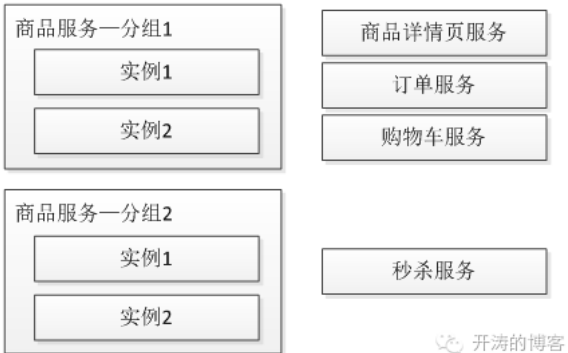 商品服务—分组1
实例1
实例2
商品详情页服务
订单服务
购物车服务
商品服务—分组2
实例1
实例2
秒杀服务
开涛的博客